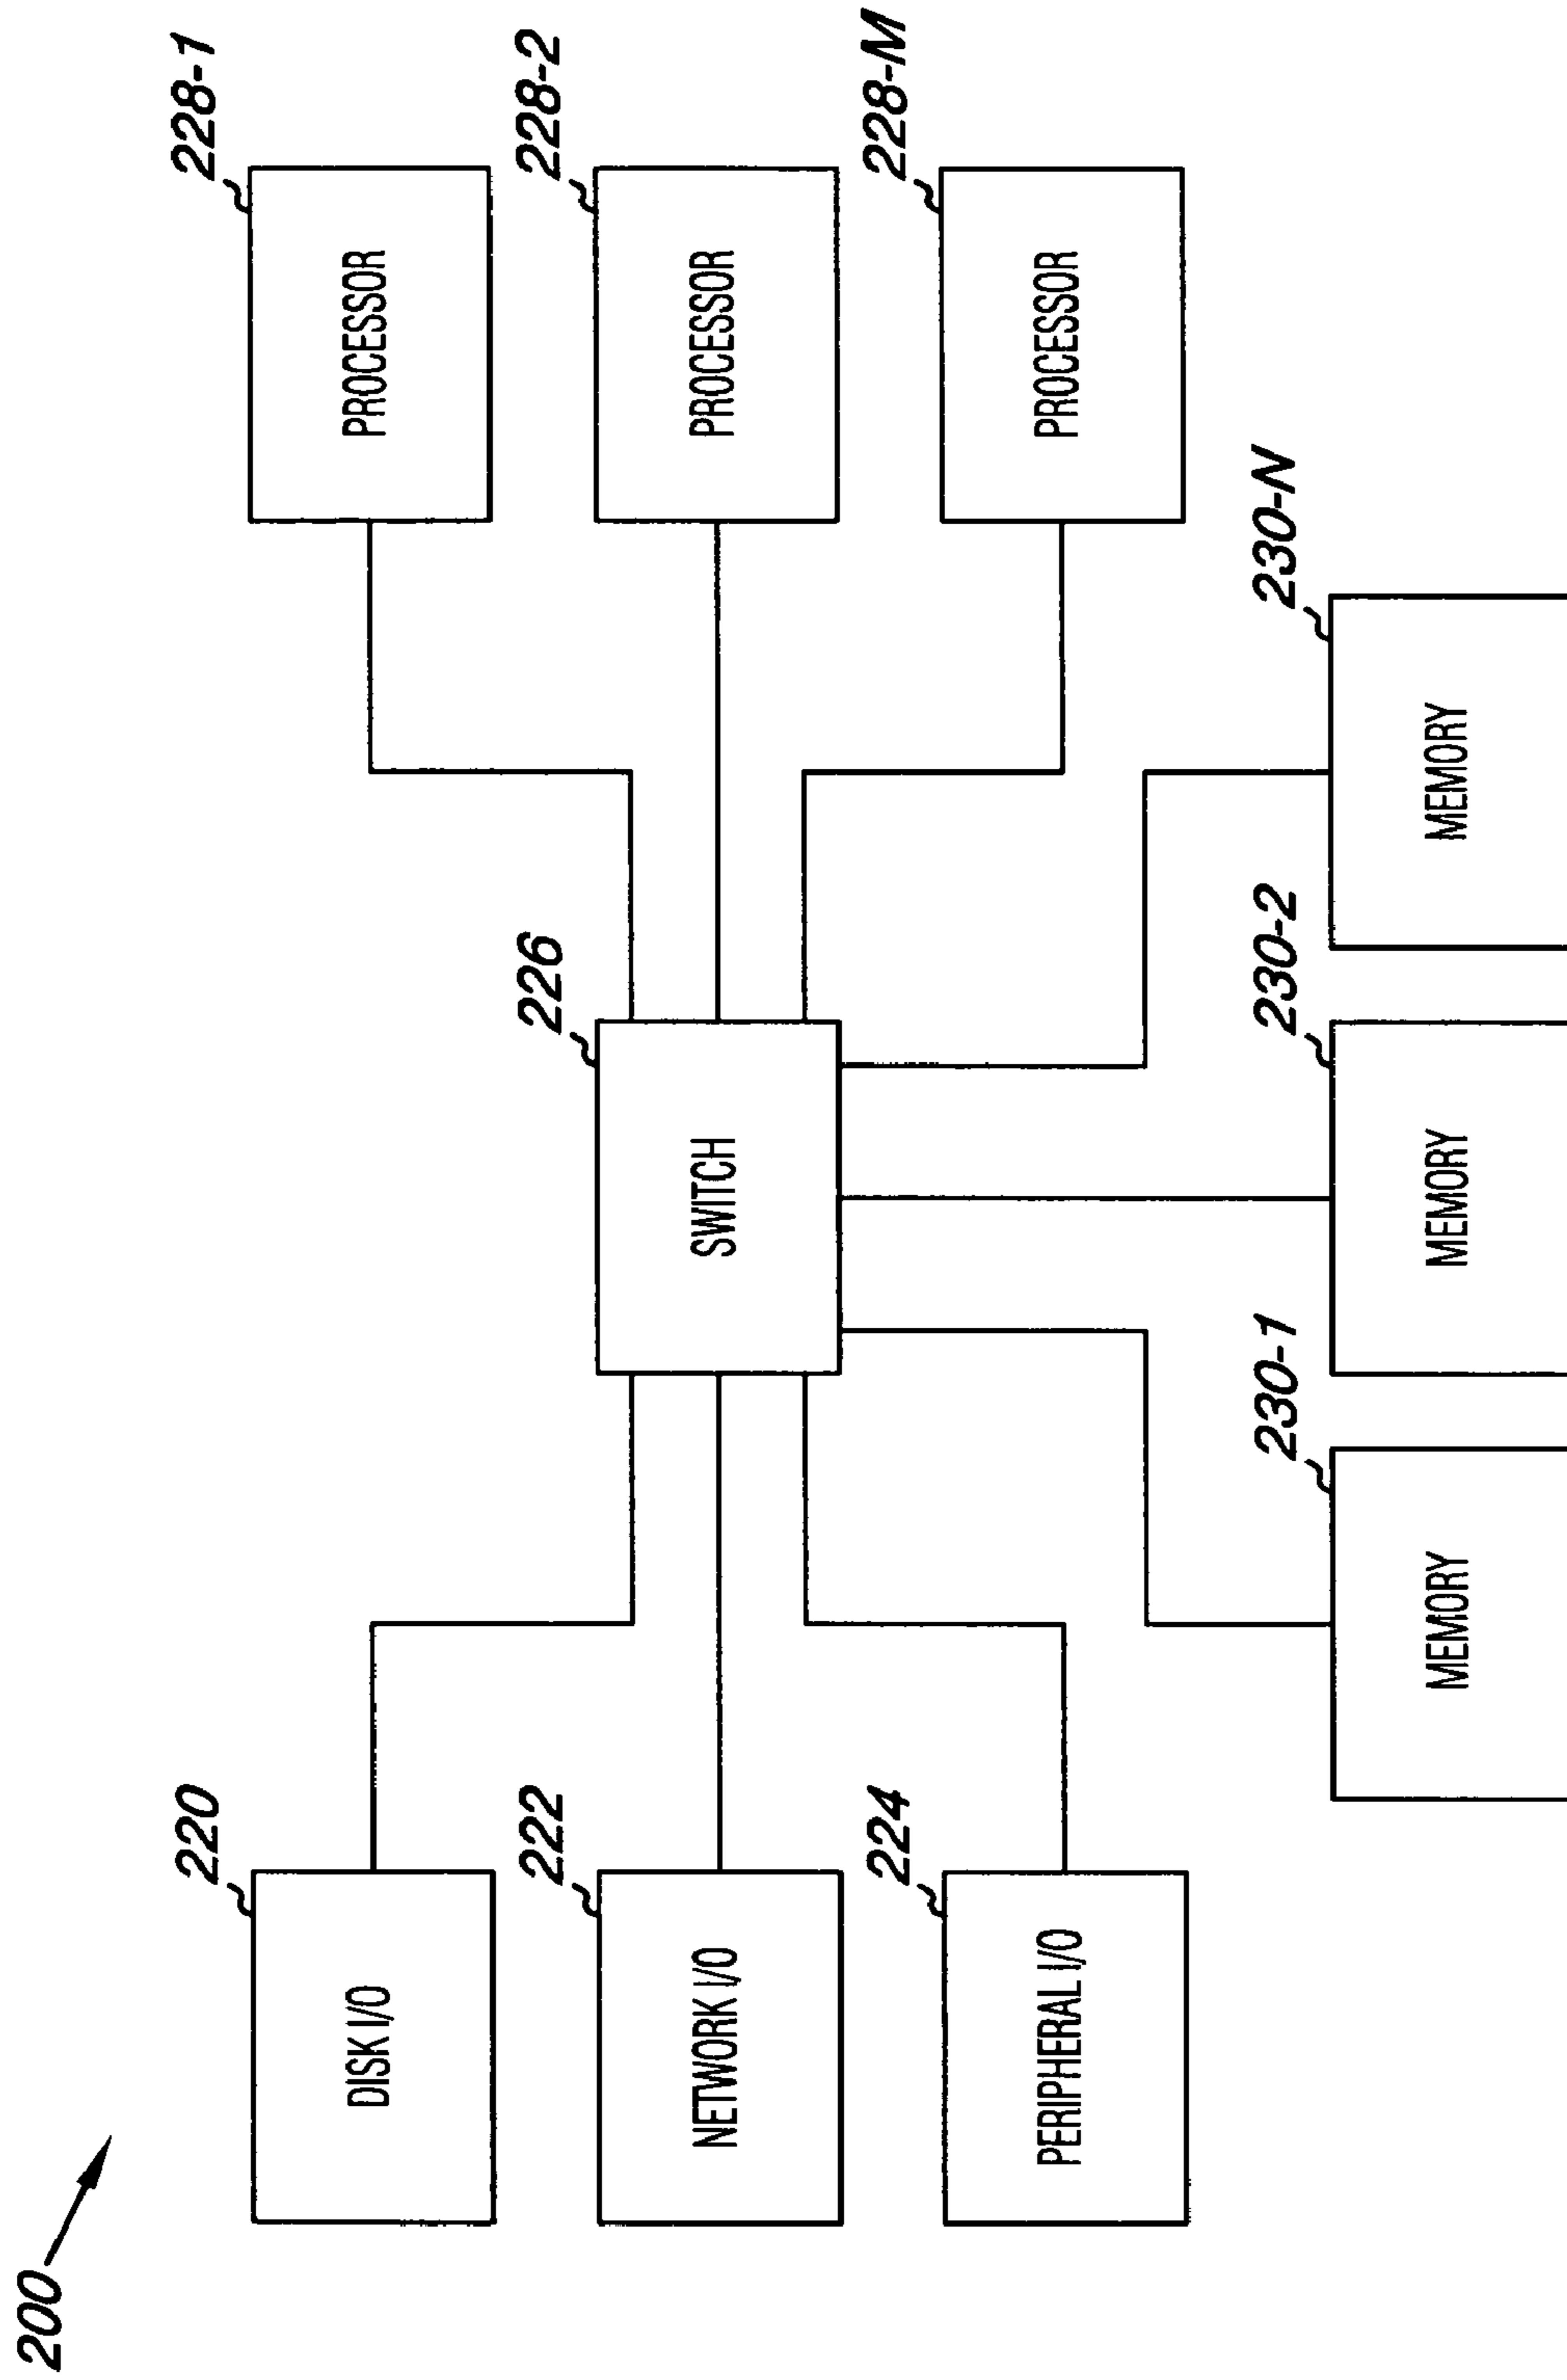 200
220
DISK I/O
222
NETWORK I/O
224
PERIPHERAL I/O
226
SWITCH
228-1
PROCESSOR
228-2
PROCESSOR
228-M
PROCESSOR
230-1
MEMORY
230-2
MEMORY
230-N
MEMORY